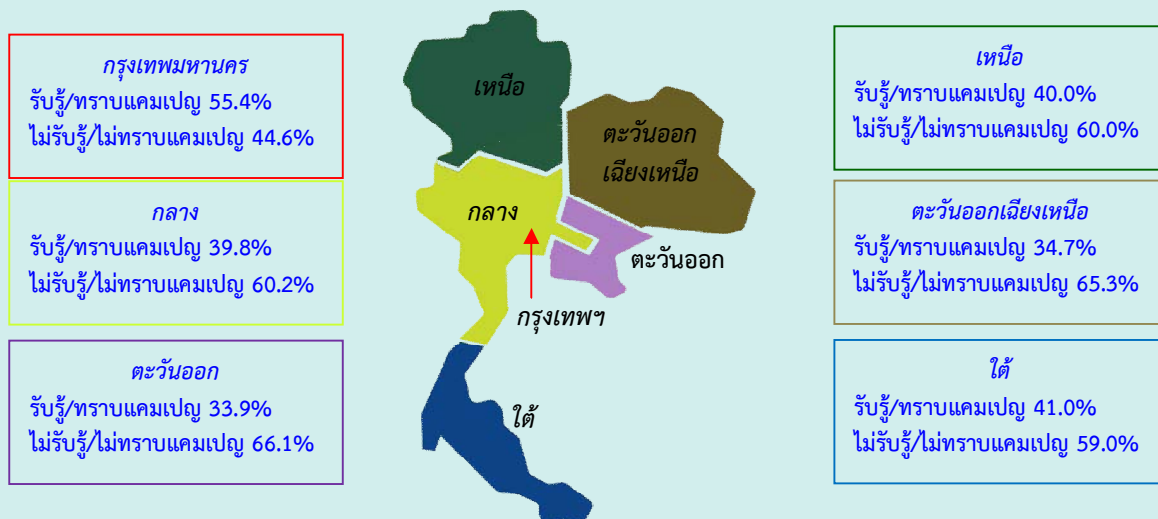 กรุงเทพมหานคร
รับรู้/ทราบแคมเปญ 55.4%
ไม่รับรู้/ไม่ทราบแคมเปญ 44.6%
กลาง
รับรู้/ทราบแคมเปญ 39.8%
ไม่รับรู้/ไม่ทราบแคมเปญ 60.2%
ตะวันออก
รับรู้/ทราบแคมเปญ 33.9%
ไม่รับรู้/ไม่ทราบแคมเปญ 66.1%
เหนือ
ตะวันออก
เฉียงเหนือ
กลาง
ตะวันออก
กรุงเทพฯ
ใต้
เหนือ
รับรู้/ทราบแคมเปญ 40.0%
ไม่รับรู้/ไม่ทราบแคมเปญ 60.0%
ตะวันออกเฉียงเหนือ
รับรู้/ทราบแคมเปญ 34.7%
ไม่รับรู้/ไม่ทราบแคมเปญ 65.3%
ใต้
รับรู้/ทราบแคมเปญ 41.0%
ไม่รับรู้/ไม่ทราบแคมเปญ 59.0%